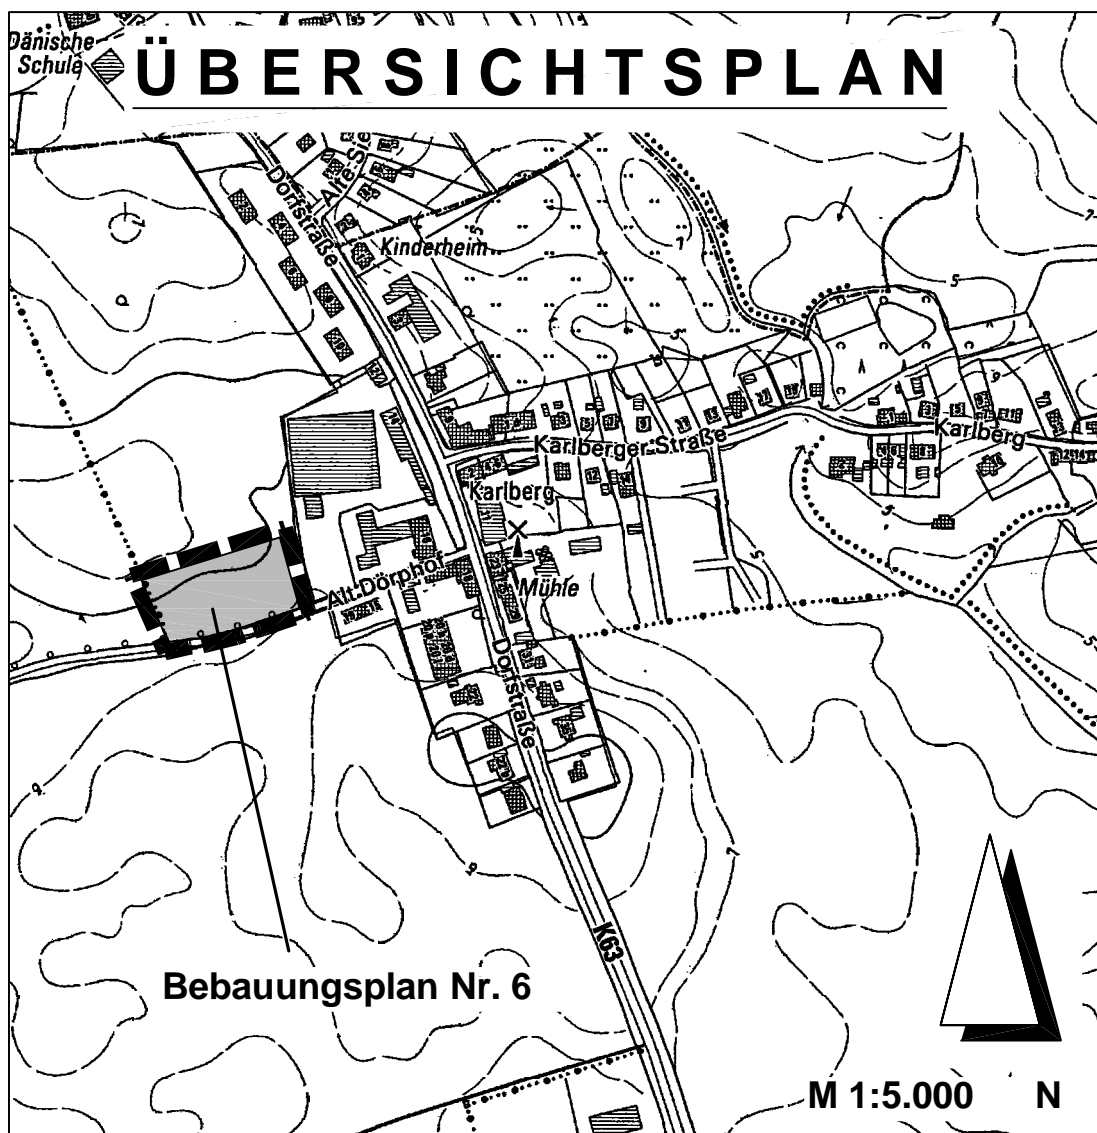 Dänische
Schule
ÜBERSICHTSPLAN
Dorfstraße
Kinderheim
Karlberger Straße
Karlberg
Karlberg
Alt Dörphof
Mühle
Dorfstraße
K63
Bebauungsplan Nr. 6
M 1:5.000 N